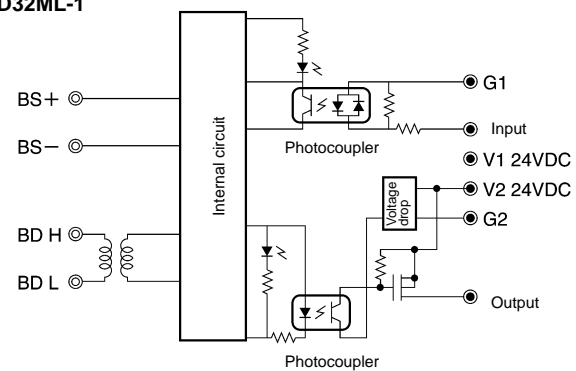 D32ML-1
BS+
BS−
BD H
BD L
Internal circuit
Photocoupler
G1
Input
V1 24VDC
V2 24VDC
G2
Voltage
drop
Output
Photocoupler